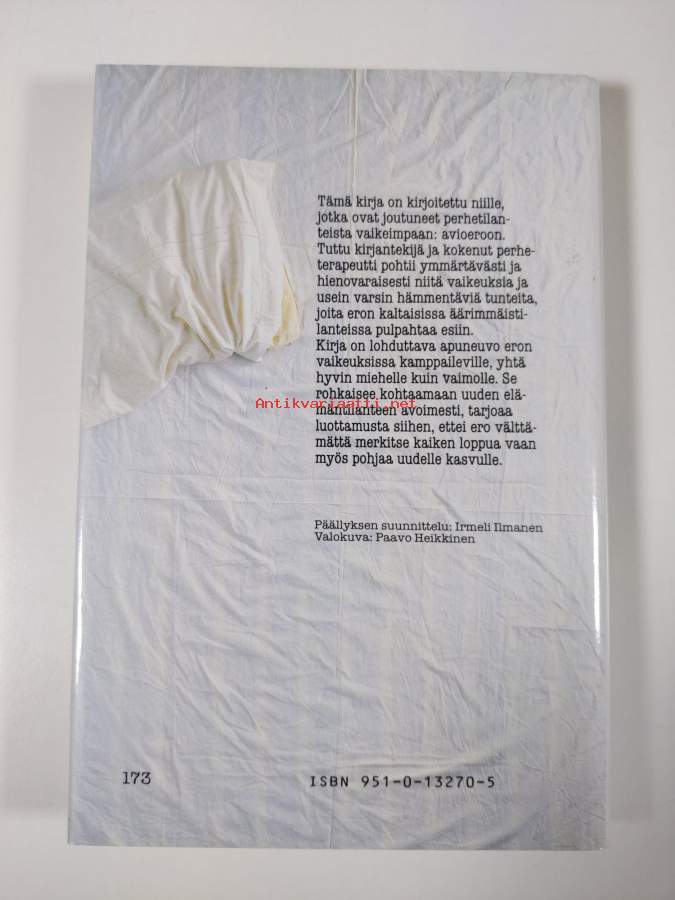 Tämä kirja on kirjoitettu niille,
jotka ovat joutuneet perhetilan-
teista vaikeimpaan: avioeroon.
Tuttu kirjantekijä ja kokenut perhe-
terapeutti pohtii ymmärtävästi ja
hienovaraisesti niitä vaikeuksia ja
usein varsin hämmentäviä tunteita,
joita eron kaltaisissa äärimmäisti-
lanteissa pulpahtaa esiin.
Kirja on lohduttava apuneuvo eron
vaikeuksissa kamppaileville, yhtä
hyvin miehelle kuin vaimolle. Se
rohkaisee kohtaamaan uuden elä-
Antikvariaatti.net
mäntilanteen avoimesti, tarjoaa
luottamusta siihen, ettei ero välttä-
mättä merkitse kaiken loppua vaan
myös pohjaa uudelle kasvulle.
Päällyksen suunnittelu: Irmeli Ilmanen
Valokuva: Paavo Heikkinen
173
ISBN 951-0-13270-5